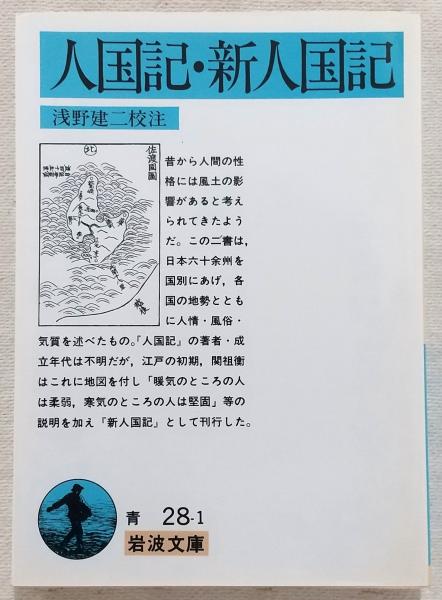 人国記・新人国記
浅野建二校注
佐渡国圖
北
越後
昔から人間の性
格には風土の影
響があると考え
られてきたよう
だ。この二書は，
日本六十余州を
国別にあげ，各
国の地勢ととも
に人情・風俗・
気質を述べたもの。「人国記」の著者・成
立年代は不明だが，江戸の初期，関祖衡
はこれに地図を付し「暖気のところの人
は柔弱，寒気のところの人は堅固」等の
説明を加え「新人国記」として刊行した。
青 28-1
岩波文庫